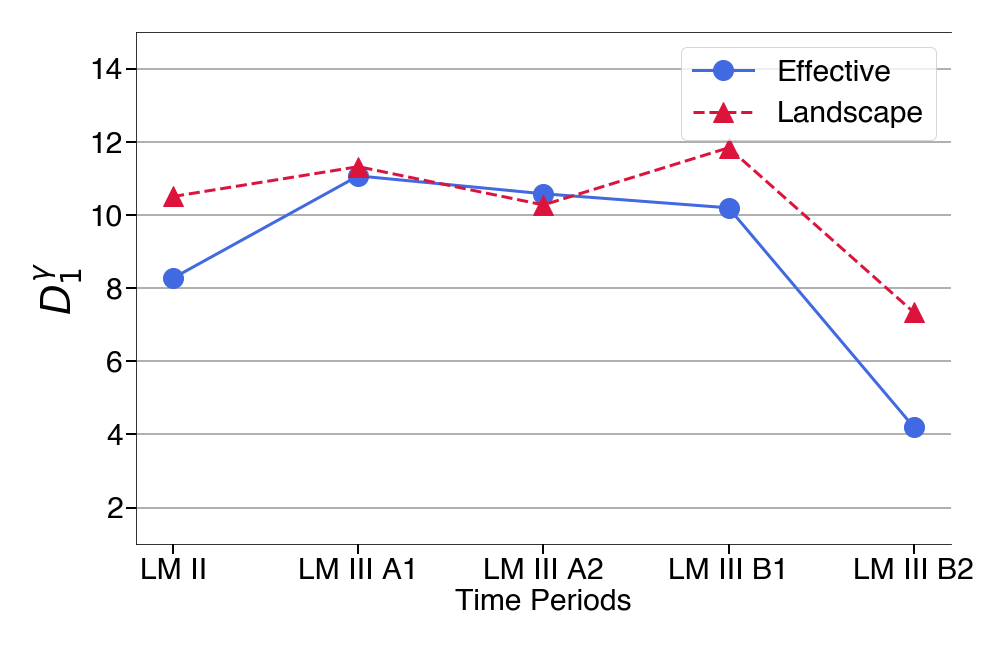 14
12
10
8
6
4
2
D₁ᵞ
Effective
Landscape
LM II LM III A1 LM III A2 LM III B1 LM III B2
Time Periods